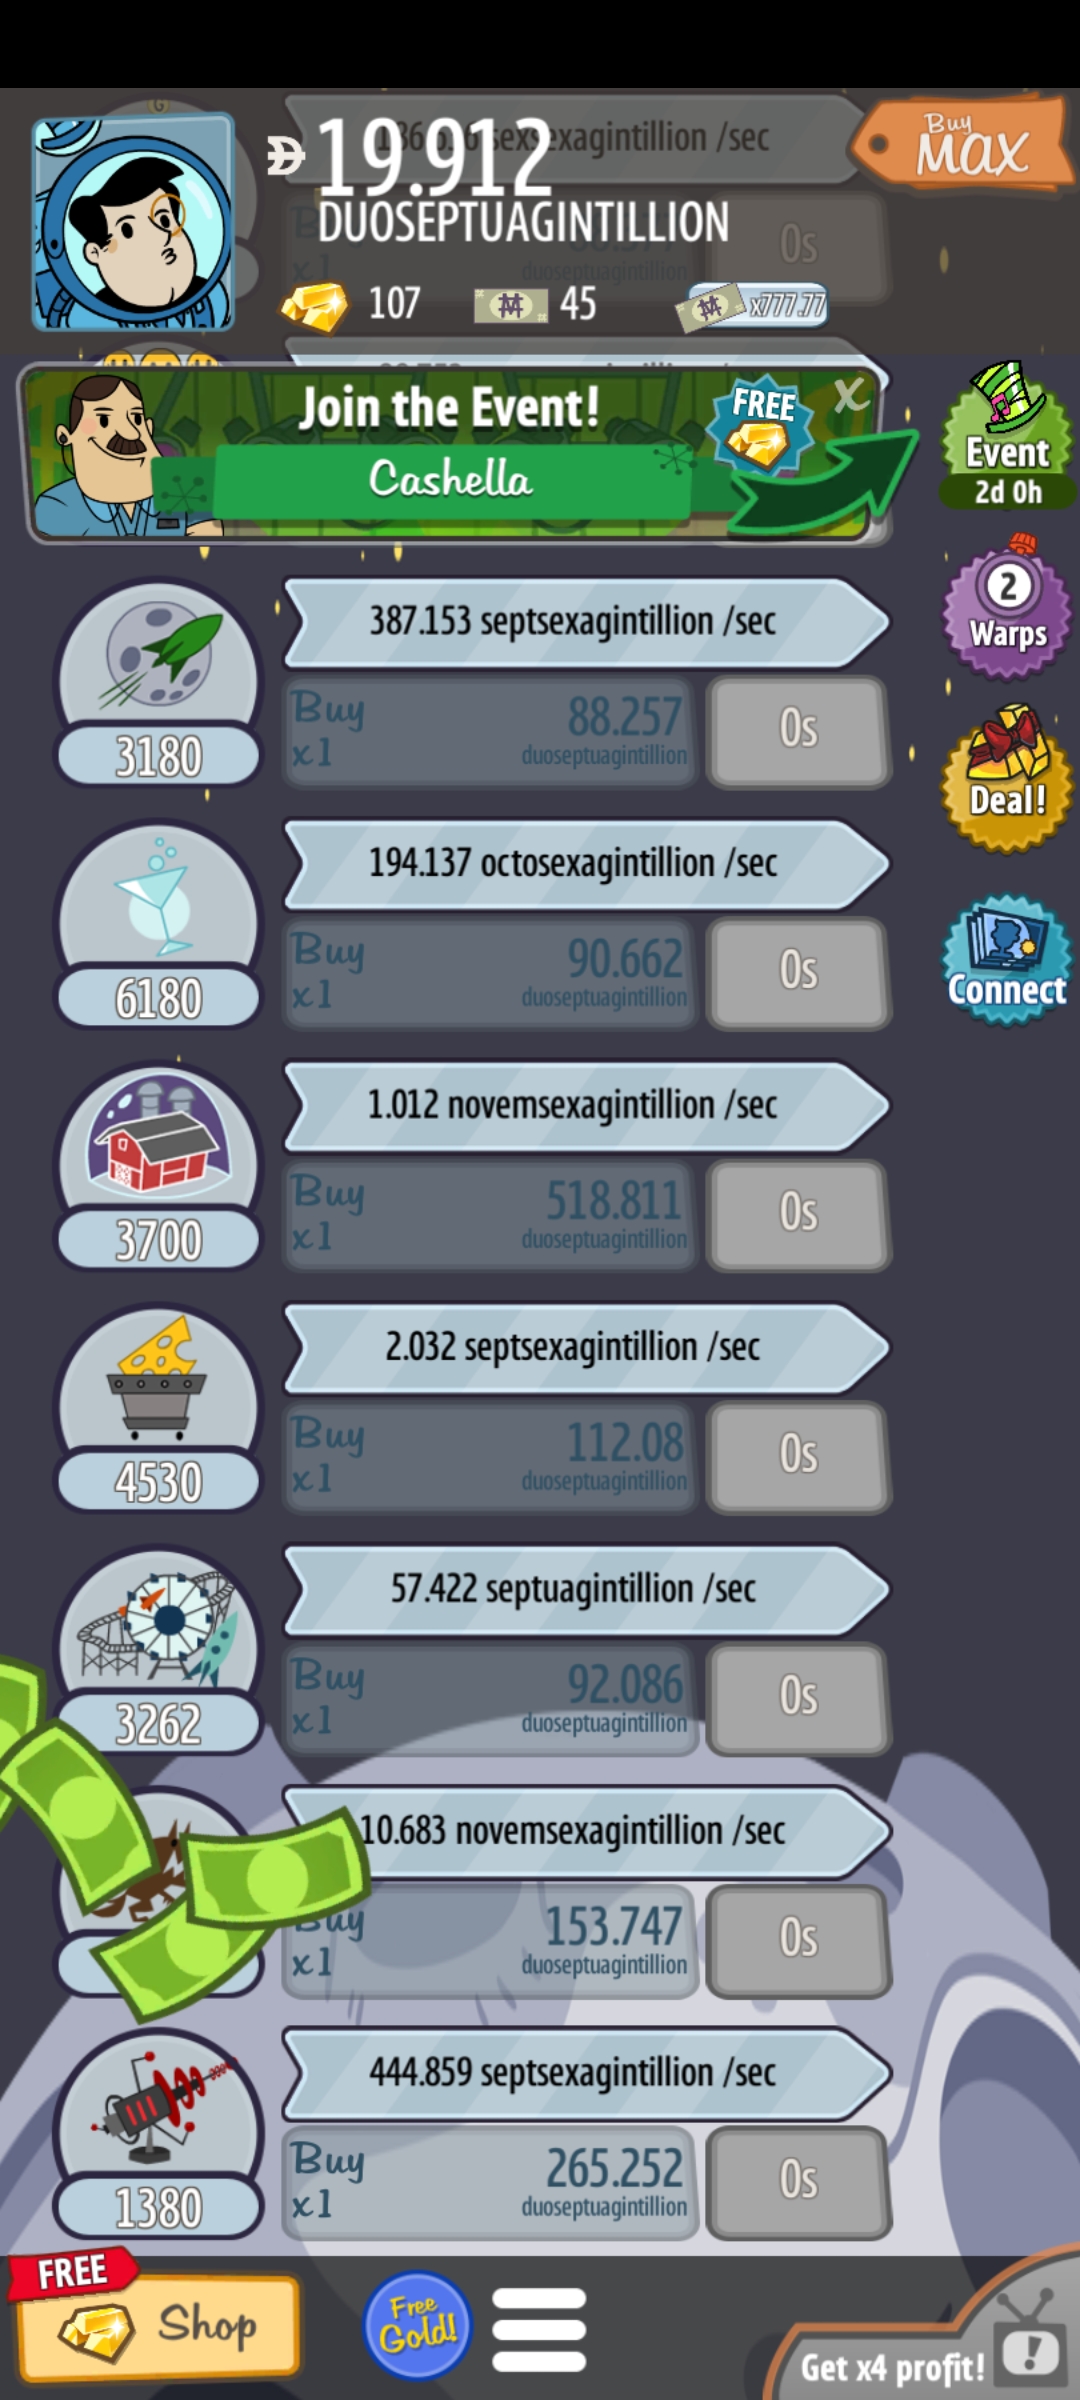 19.912
DUOSEPTUAGINTILLION
107
45
x777.77
Buy
MAX
/sec
duoseptuagintillion
0s
Join the Event!
Cashella
FREE
X
Event
2d 0h
2
Warps
Deal!
Connect
387.153 septsexagintillion /sec
Buy
x1
88.257
duoseptuagintillion
0s
3180
194.137 octosexagintillion /sec
Buy
x1
90.662
duoseptuagintillion
0s
6180
1.012 novemsexagintillion /sec
Buy
x1
518.811
duoseptuagintillion
0s
3700
2.032 septsexagintillion /sec
Buy
x1
112.08
duoseptuagintillion
0s
4530
57.422 septuagintillion /sec
Buy
x1
92.086
duoseptuagintillion
0s
3262
10.683 novemsexagintillion /sec
Buy
x1
153.747
duoseptuagintillion
0s
444.859 septsexagintillion /sec
Buy
x1
265.252
duoseptuagintillion
0s
1380
FREE
Shop
Free
Gold!
Get x4 profit!